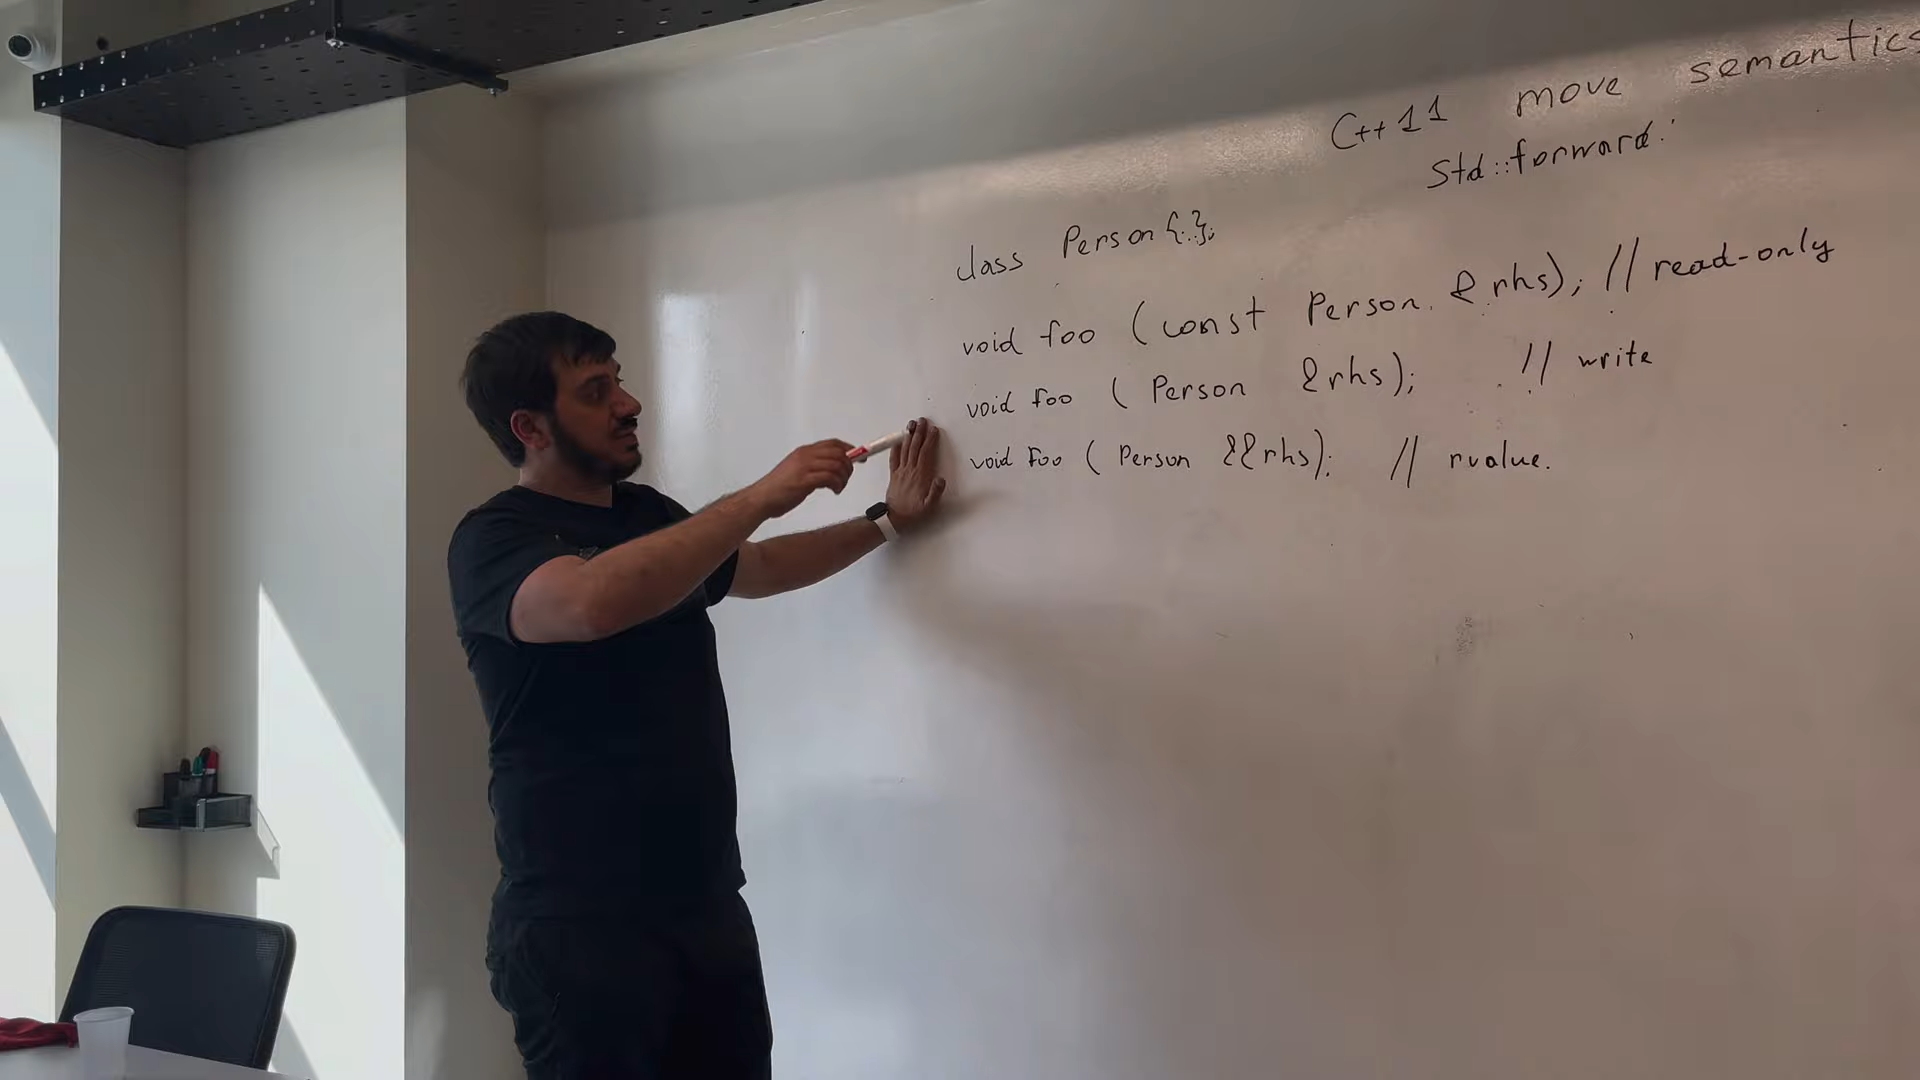 C++11 move semantics
std::forward.
class Person{..};
void foo (const Person & rhs); // read-only
void foo ( Person &rhs); // write
void foo ( Person &&rhs); // rvalue.